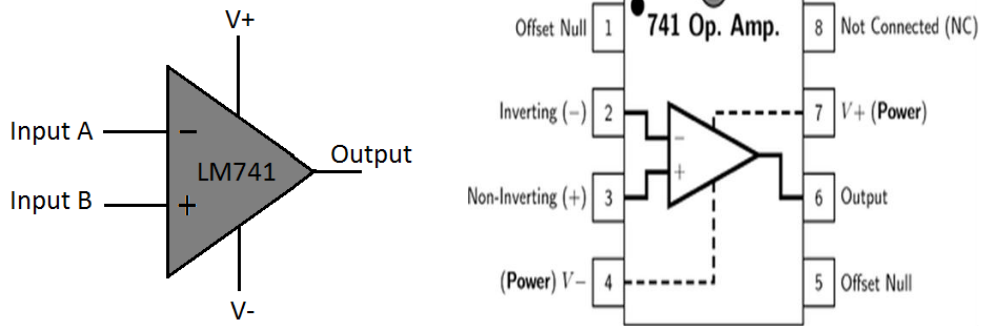 V+
Input A
−
LM741
Output
Input B
+
V-
741 Op. Amp.
Offset Null 1
8 Not Connected (NC)
Inverting (−) 2
7 V+ (Power)
−
+
Non-Inverting (+) 3
6 Output
(Power) V− 4
5 Offset Null